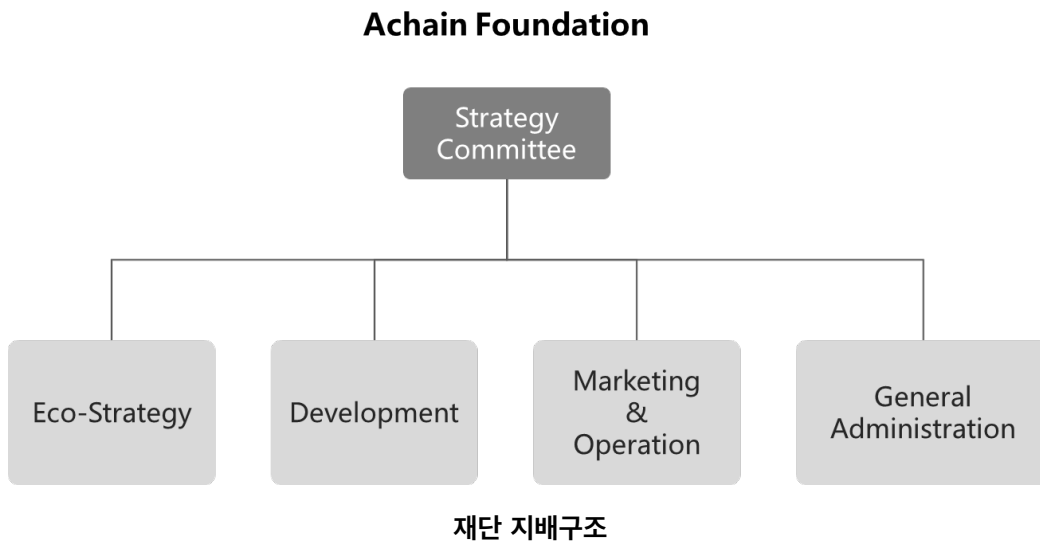 Achain Foundation
Strategy
Committee
Eco-Strategy
Development
Marketing
&
Operation
General
Administration
재단 지배구조